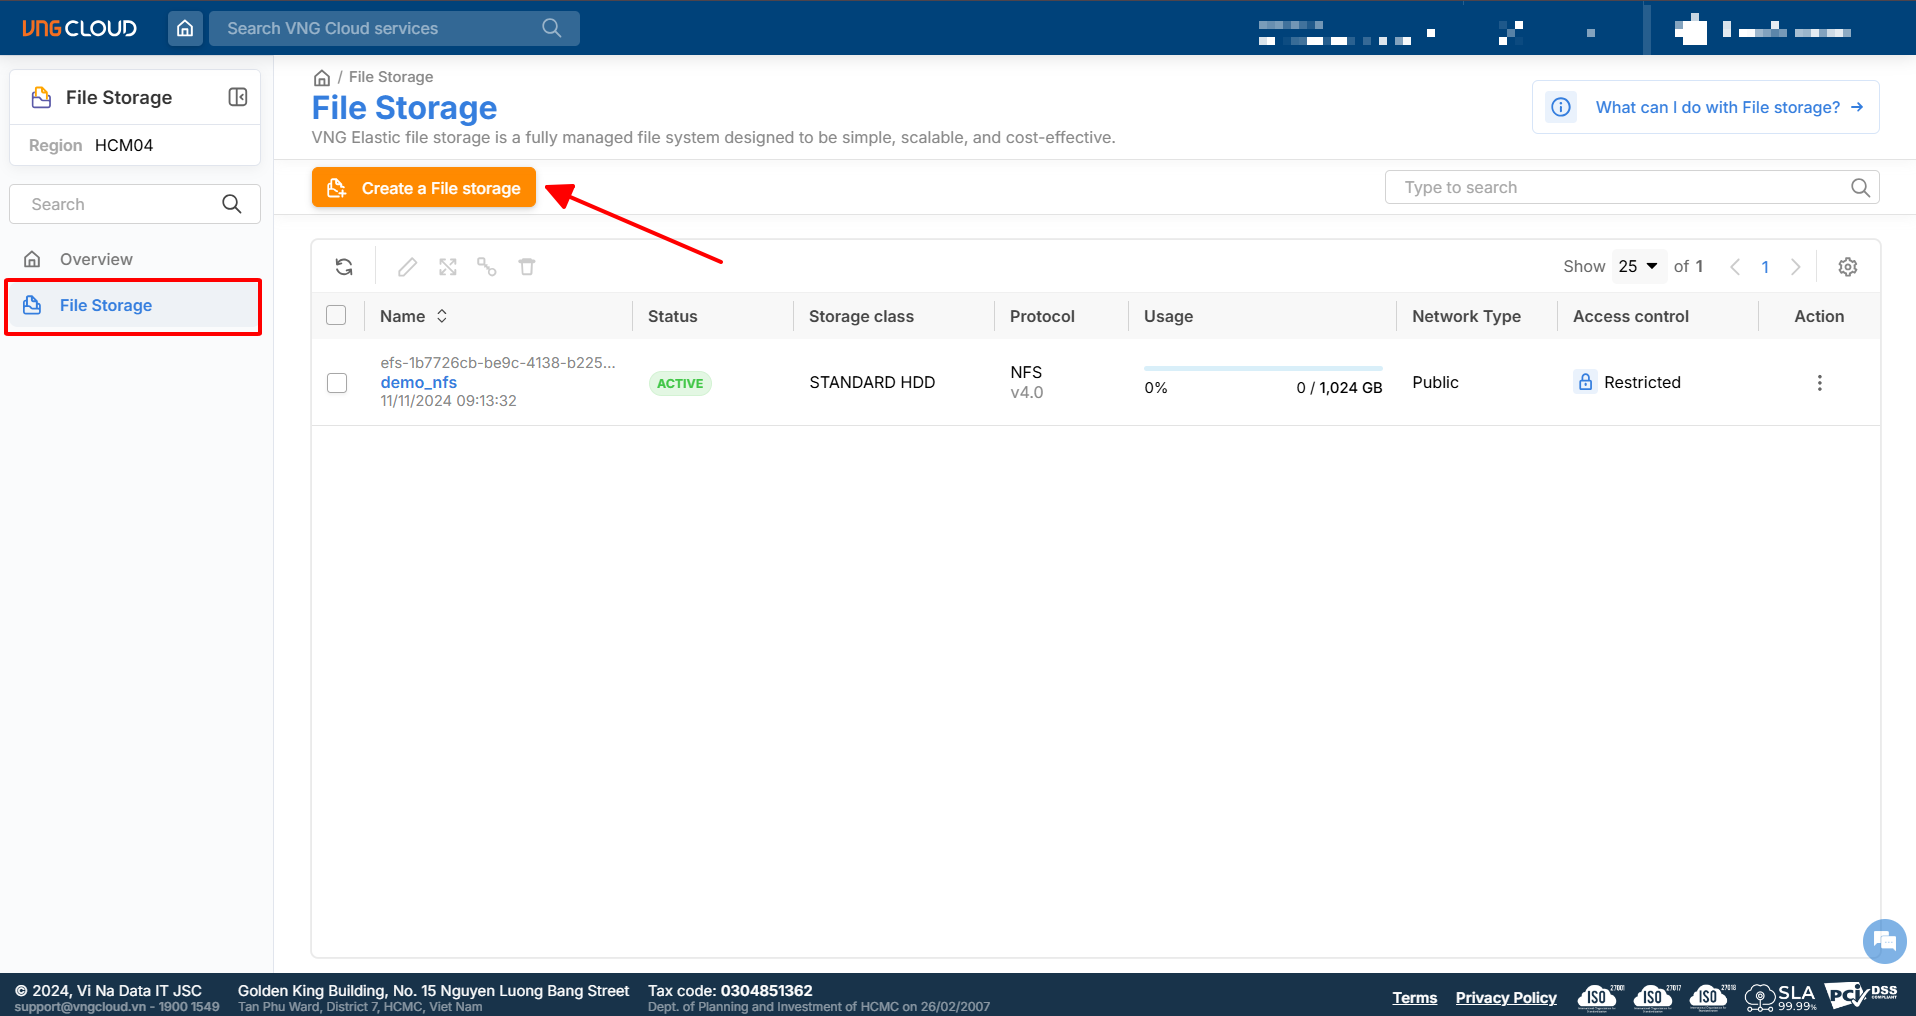 VNG CLOUD
Search VNG Cloud services
File Storage
Region HCM04
Search
Overview
File Storage
/ File Storage
File Storage
VNG Elastic file storage is a fully managed file system designed to be simple, scalable, and cost-effective.
What can I do with File storage?
Create a File storage
Type to search
Show 25 of 1 1
Name Status Storage class Protocol Usage Network Type Access control Action
efs-1b7726cb-be9c-4138-b225...
demo_nfs
11/11/2024 09:13:32
ACTIVE
STANDARD HDD
NFS
v4.0
0% 0 / 1,024 GB
Public
Restricted
© 2024, Vi Na Data IT JSC
support@vngcloud.vn - 1900 1549
Golden King Building, No. 15 Nguyen Luong Bang Street
Tan Phu Ward, District 7, HCMC, Viet Nam
Tax code: 0304851362
Dept. of Planning and Investment of HCMC on 26/02/2007
Terms
Privacy Policy
ISO 27001
ISO 27017
ISO 27018
SLA
99.99%
PCI DSS
COMPLIANT